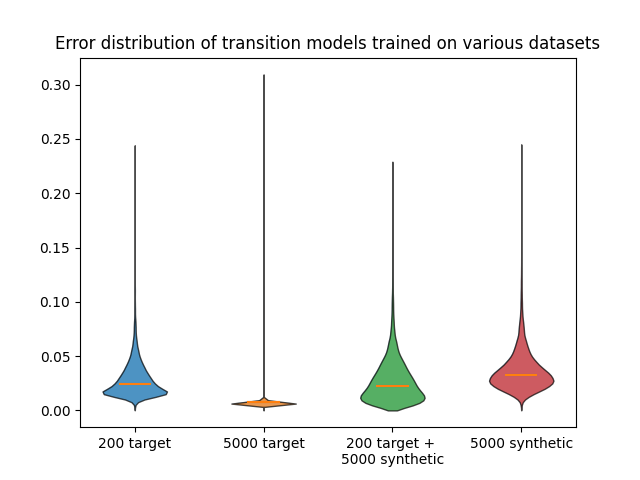 Error distribution of transition models trained on various datasets
0.30
0.25
0.20
0.15
0.10
0.05
0.00
200 target
5000 target
200 target +
5000 synthetic
5000 synthetic